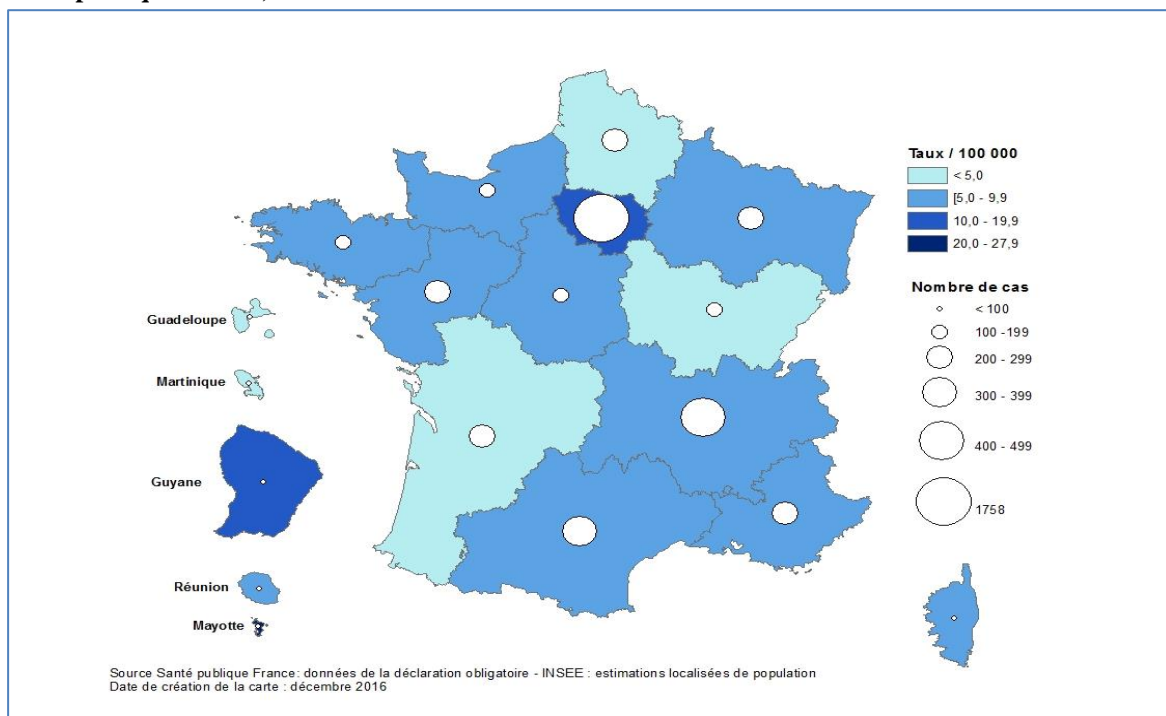 Taux / 100 000
< 5,0
[5,0 - 9,9
10,0 - 19,9
20,0 - 27,9
Nombre de cas
< 100
100 -199
200 - 299
300 - 399
400 - 499
1758
Guadeloupe
Martinique
Guyane
Réunion
Mayotte
Source Santé publique France: données de la déclaration obligatoire - INSEE : estimations localisées de population
Date de création de la carte : décembre 2016